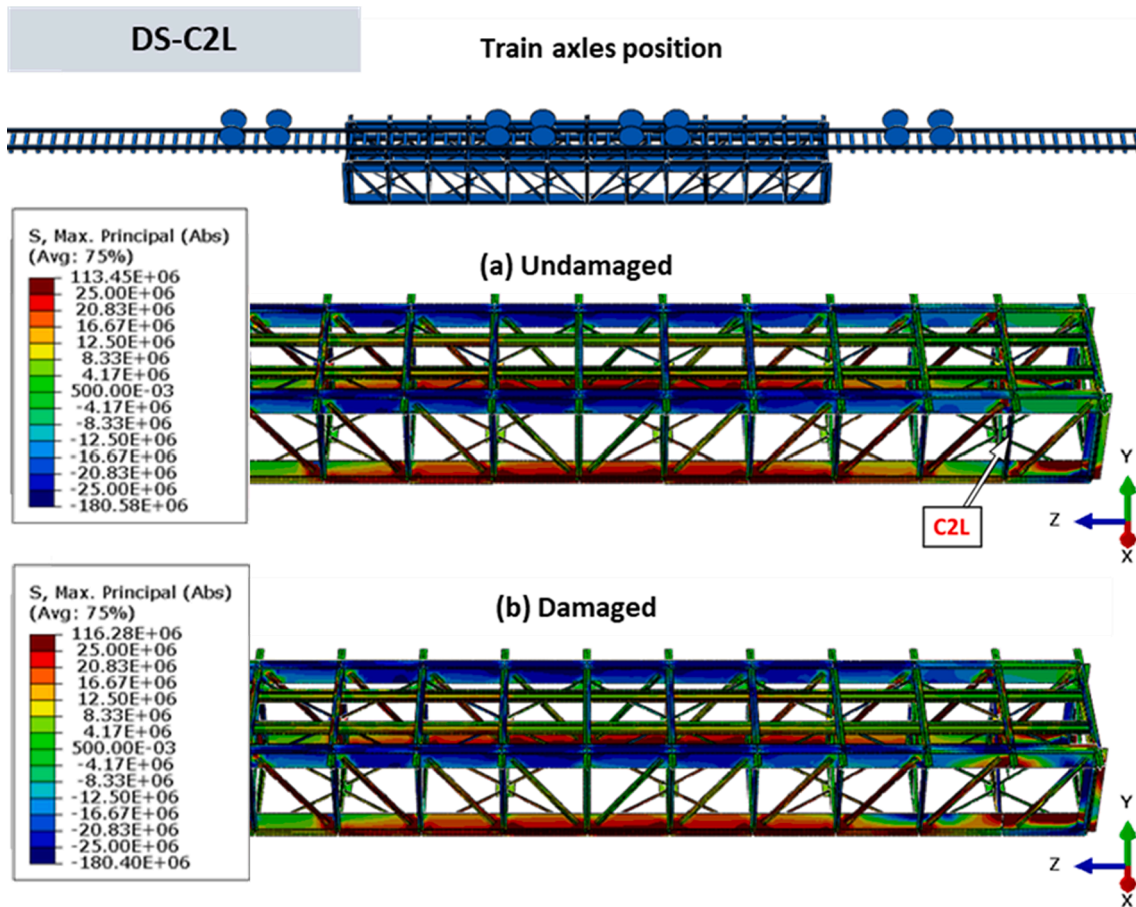 DS-C2L
Train axles position
(a) Undamaged
S, Max. Principal (Abs)
(Avg: 75%)
113.45E+06
25.00E+06
20.83E+06
16.67E+06
12.50E+06
8.33E+06
4.17E+06
500.00E-03
-4.17E+06
-8.33E+06
-12.50E+06
-16.67E+06
-20.83E+06
-25.00E+06
-180.58E+06
C2L
Y
Z
X
(b) Damaged
S, Max. Principal (Abs)
(Avg: 75%)
116.28E+06
25.00E+06
20.83E+06
16.67E+06
12.50E+06
8.33E+06
4.17E+06
500.00E-03
-4.17E+06
-8.33E+06
-12.50E+06
-16.67E+06
-20.83E+06
-25.00E+06
-180.40E+06
Y
Z
X